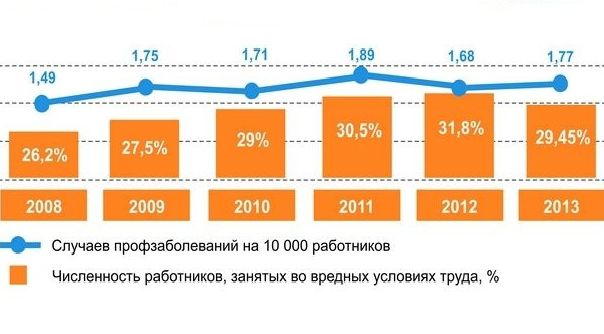 1,49 1,75 1,71 1,89 1,68 1,77
26,2% 27,5% 29% 30,5% 31,8% 29,45%
2008 2009 2010 2011 2012 2013
Случаев профзаболеваний на 10 000 работников
Численность работников, занятых во вредных условиях труда, %